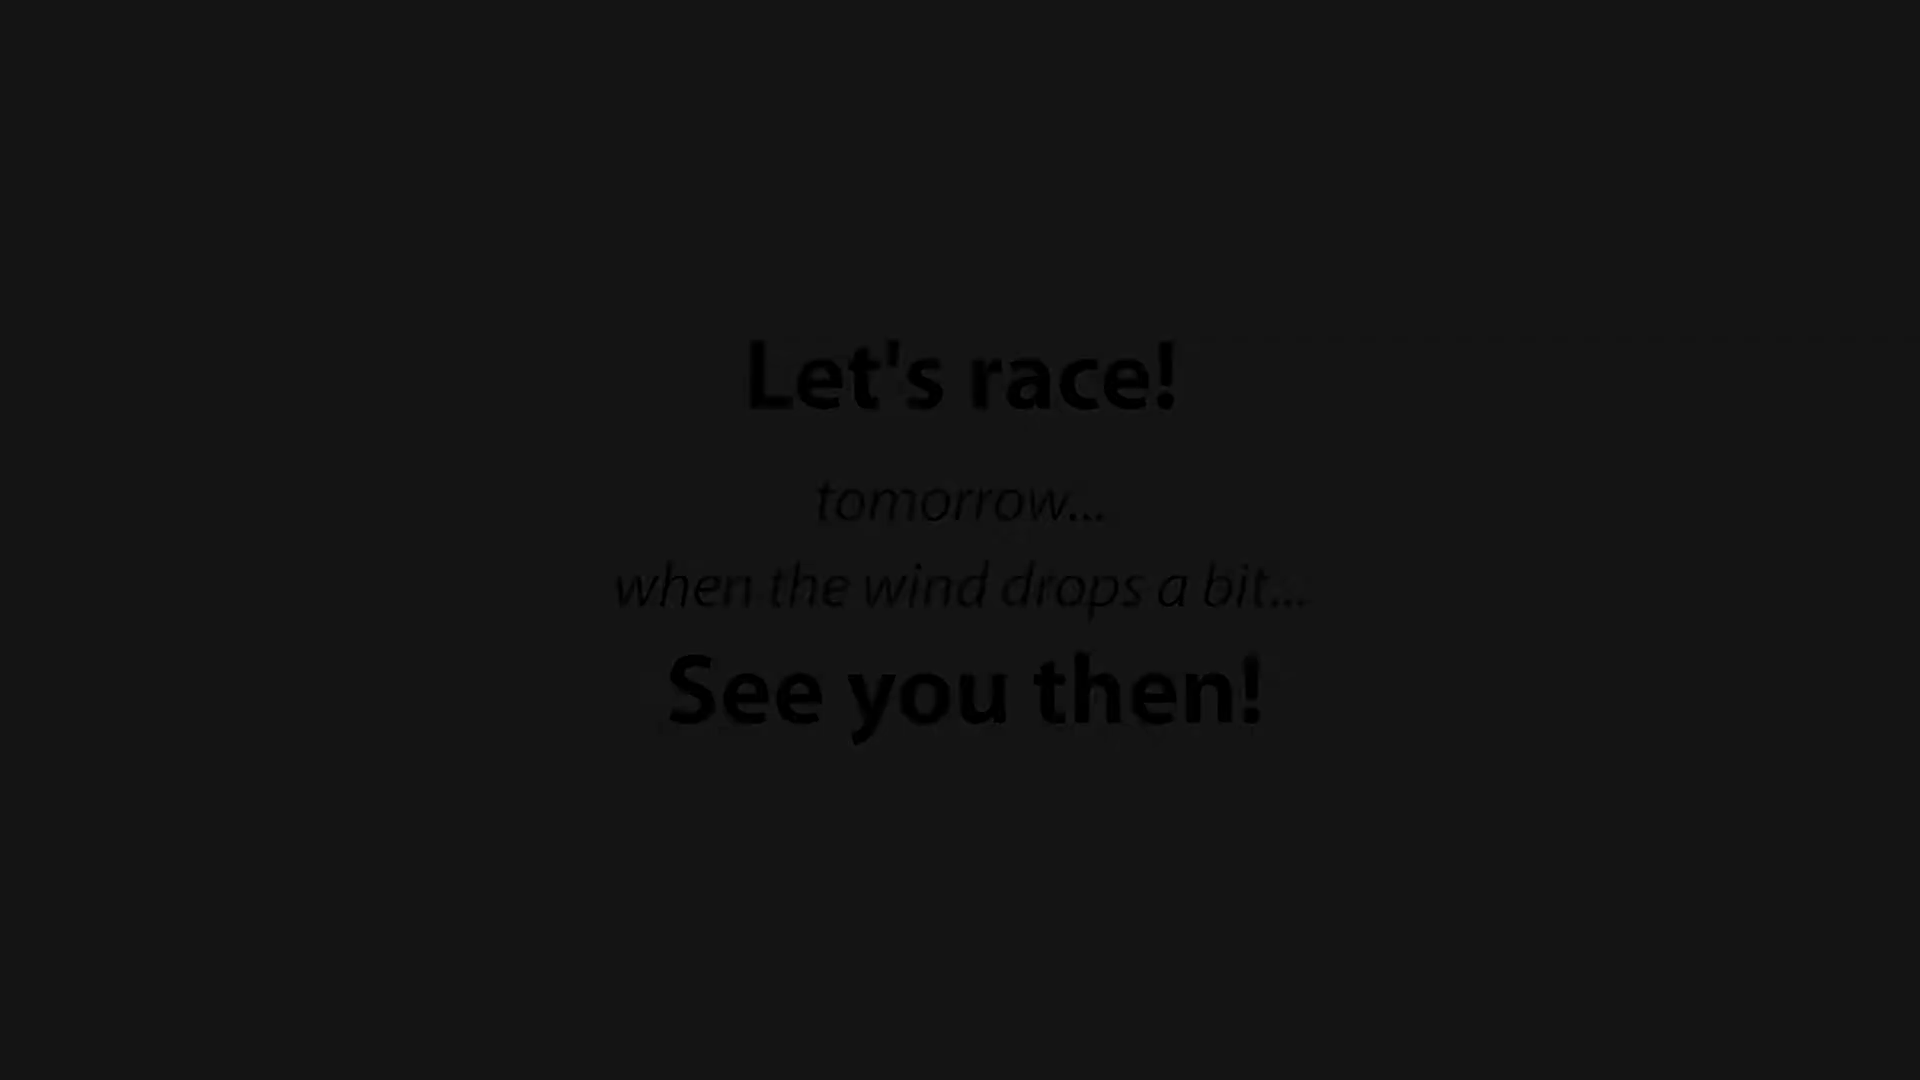 Let's race!
tomorrow...
when the wind drops a bit...
See you then!